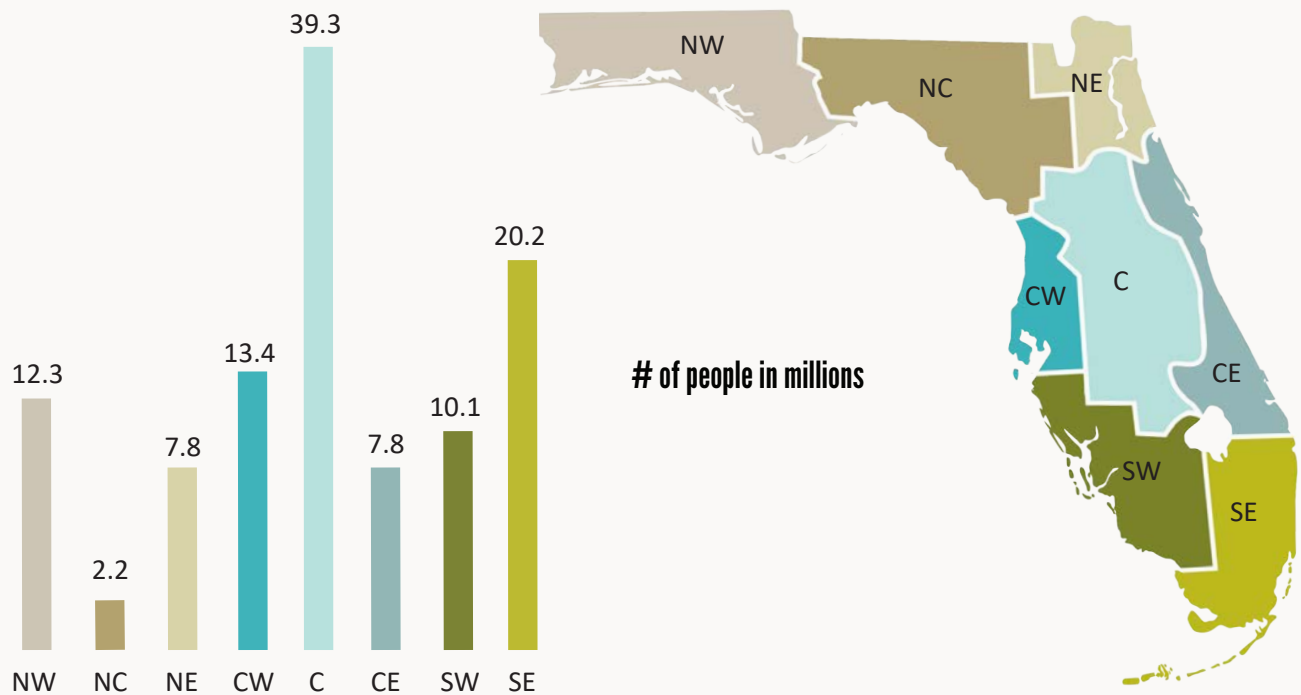 39.3
20.2
13.4
12.3
10.1
7.8
7.8
2.2
NW NC NE CW C CE SW SE
# of people in millions
NW
NC
NE
CW
C
CE
SW
SE